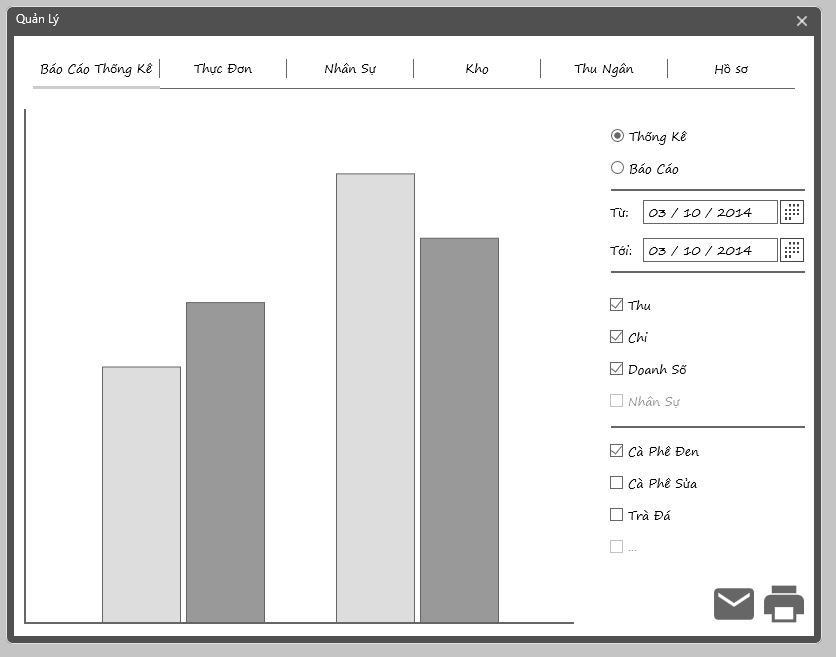 Quản Lý
Báo Cáo Thống Kê Thực Đơn Nhân Sự Kho Thu Ngân Hồ sơ
Thống Kê
Báo Cáo
Từ: 03 / 10 / 2014
Tới: 03 / 10 / 2014
Thu
Chi
Doanh Số
Nhân Sự
Cà Phê Đen
Cà Phê Sữa
Trà Đá
...